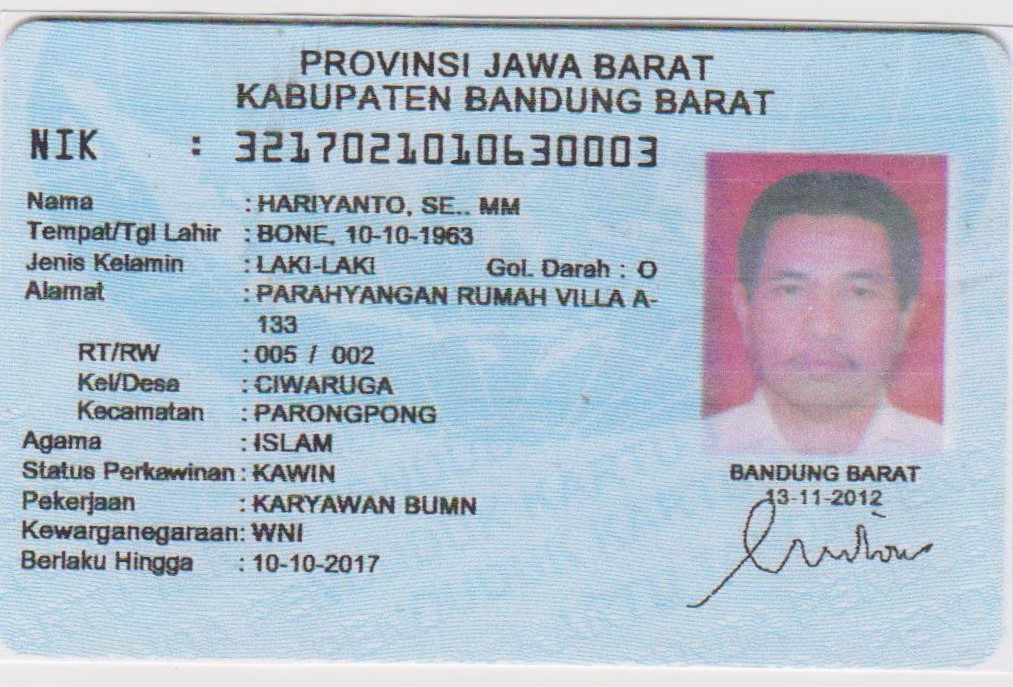 PROVINSI JAWA BARAT
KABUPATEN BANDUNG BARAT
NIK : 3217021010630003
Nama : HARIYANTO, SE.. MM
Tempat/Tgl Lahir : BONE, 10-10-1963
Jenis Kelamin : LAKI-LAKI Gol. Darah : O
Alamat : PARAHYANGAN RUMAH VILLA A-
133
RT/RW : 005 / 002
Kel/Desa : CIWARUGA
Kecamatan : PARONGPONG
Agama : ISLAM
Status Perkawinan : KAWIN
Pekerjaan : KARYAWAN BUMN
Kewarganegaraan: WNI
Berlaku Hingga : 10-10-2017
BANDUNG BARAT
13-11-2012